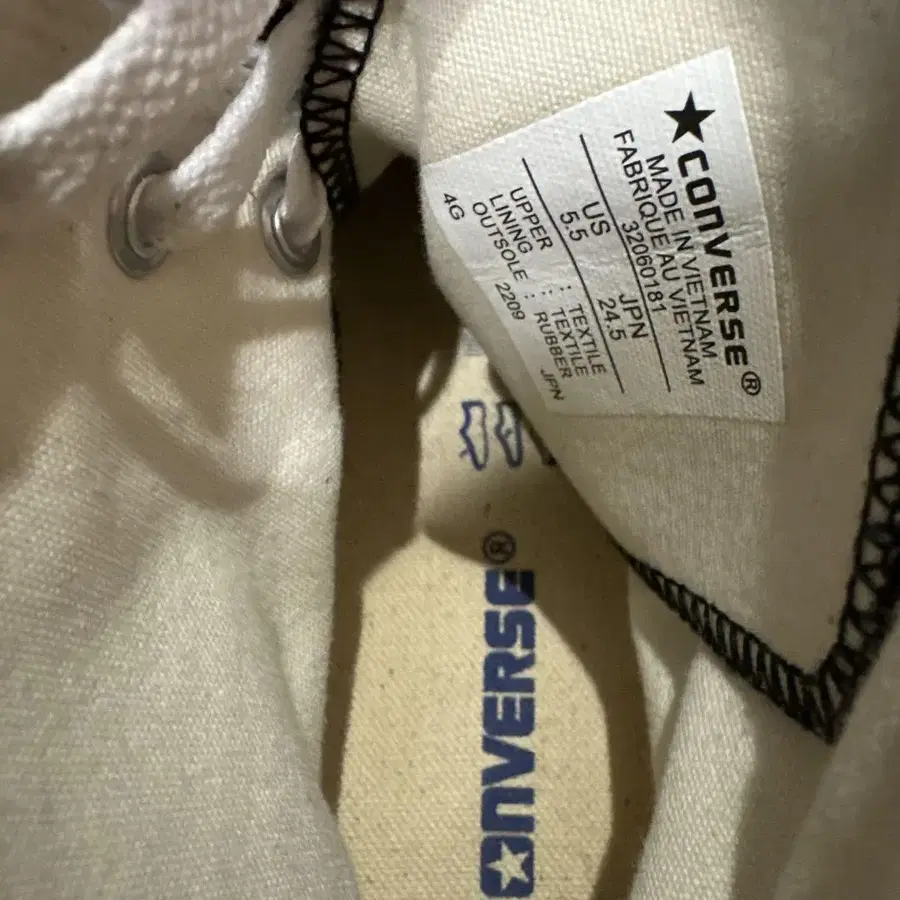 ★CONVERSE®
MADE IN VIETNAM
FABRIQUÉ AU VIETNAM
32060181
US JPN
5.5 24.5
UPPER : TEXTILE
LINING : TEXTILE
OUTSOLE : RUBBER
4G 2209 JPN
CONVERSE®